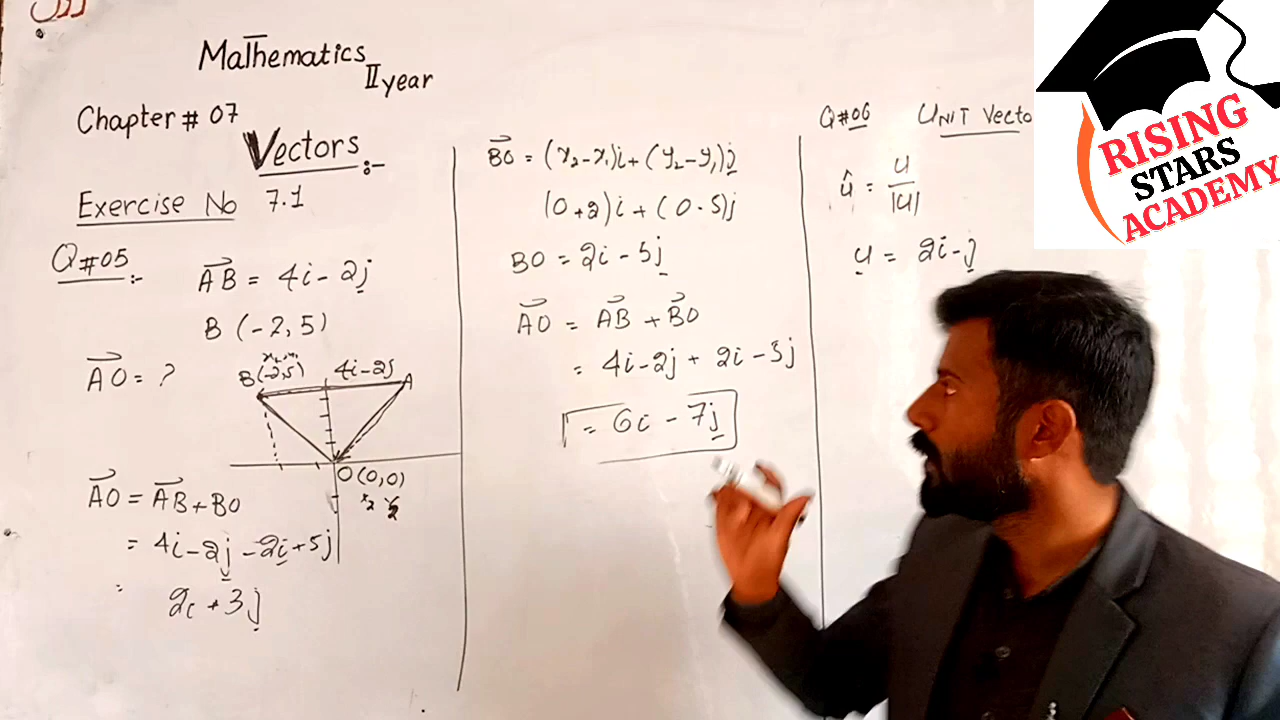 Mathematics
II year
Chapter # 07
Vectors :-
Exercise No 7.1
Q#05 :-
AB = 4i - 2j
B (-2, 5)
AO = ?
B(-2,5)
4i-2j
A
O(0,0)
x2 y2
AO = AB + BO
= 4i - 2j - 2i + 5j
= 2i + 3j
BO = (x2 - x1)i + (y2 - y1)j
(0+2)i + (0-5)j
BO = 2i - 5j
AO = AB + BO
= 4i - 2j + 2i - 5j
= 6i - 7j
Q#06 UNIT Vecto
û = u/|u|
u = 2i - j
RISING
STARS
ACADEMY